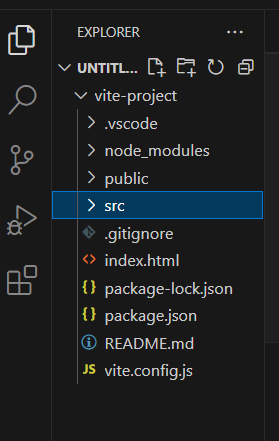 EXPLORER
UNTITL...
vite-project
.vscode
node_modules
public
src
.gitignore
index.html
package-lock.json
package.json
README.md
JS vite.config.js